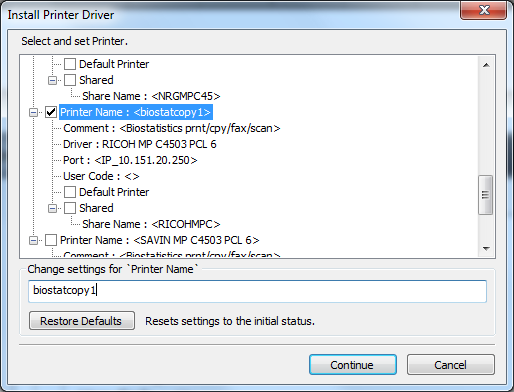 Install Printer Driver
Select and set Printer.
Default Printer
Shared
Share Name : <NRGMPC45>
Printer Name : <biostatcopy1>
Comment : <Biostatistics prnt/cpy/fax/scan>
Driver : RICOH MP C4503 PCL 6
Port : <IP_10.151.20.250>
User Code : <>
Default Printer
Shared
Share Name : <RICOHMPC>
Printer Name : <SAVIN MP C4503 PCL 6>
Comment : <Biostatistics prnt/cpy/fax/scan>
Change settings for `Printer Name`
biostatcopy1
Restore Defaults Resets settings to the initial status.
Continue Cancel